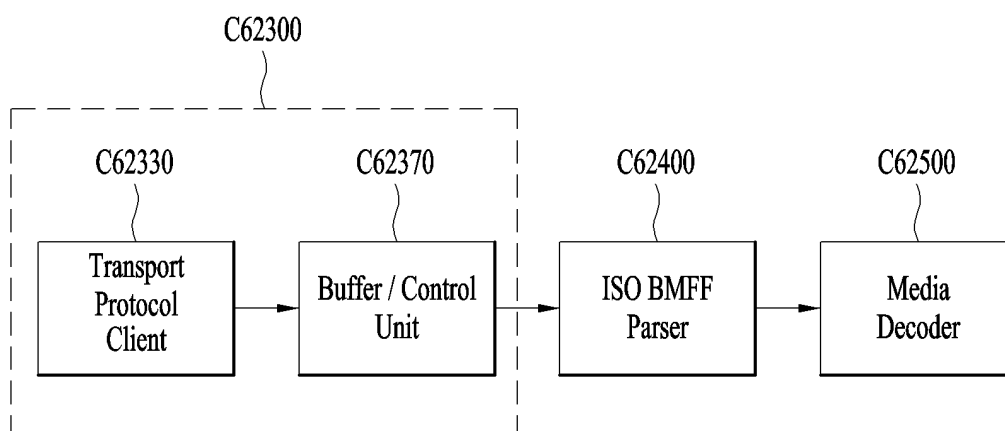 C62300
C62330
C62370
C62400
C62500
Transport
Protocol
Client
Buffer / Control
Unit
ISO BMFF
Parser
Media
Decoder